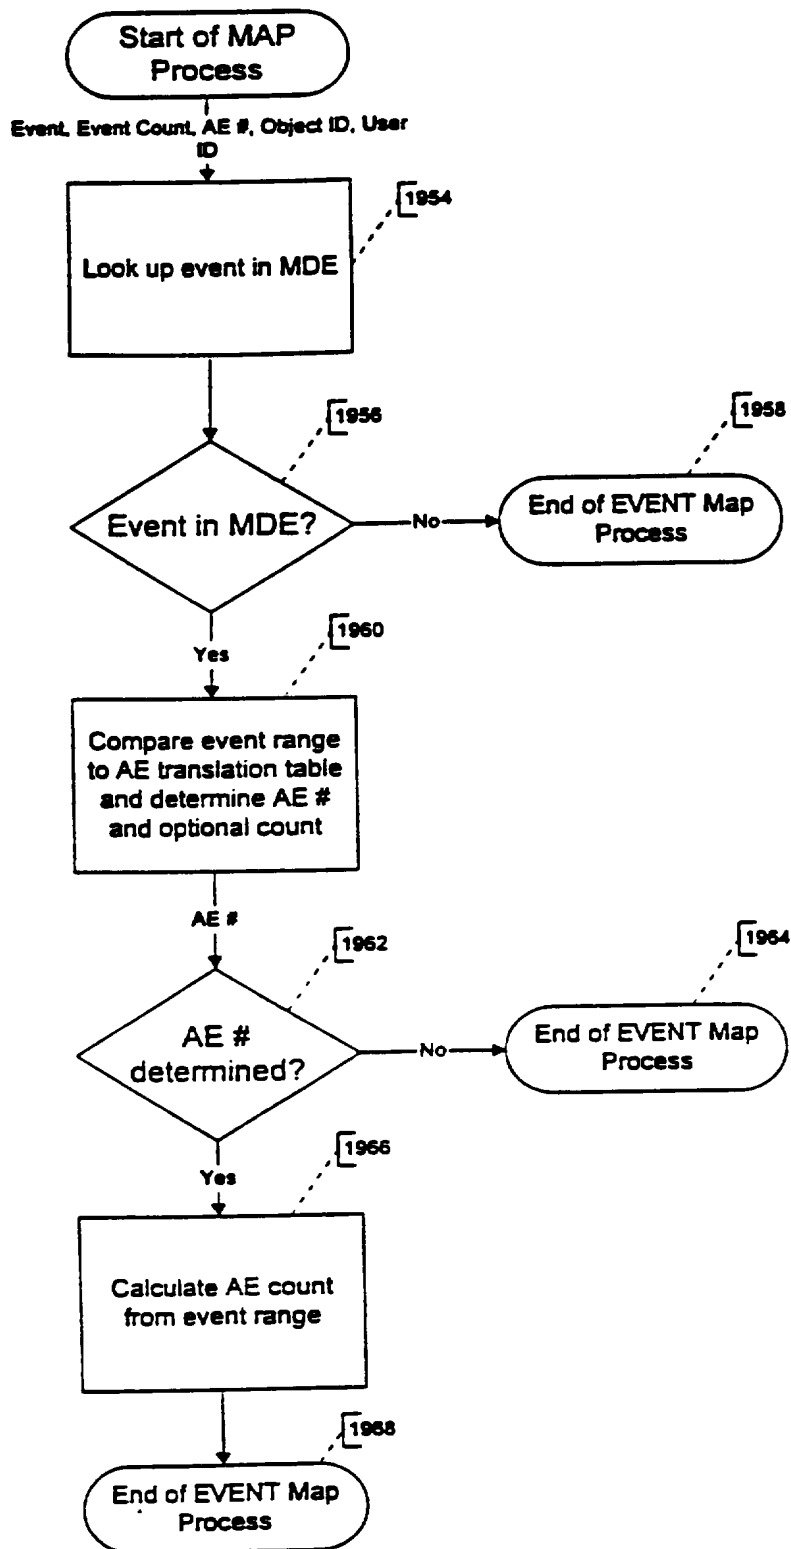 Start of MAP
Process
Event, Event Count, AE #, Object ID, User
ID
1954
Look up event in MDE
1956
1958
Event in MDE?
No
End of EVENT Map
Process
1960
Yes
Compare event range
to AE translation table
and determine AE #
and optional count
AE #
1962
1964
AE #
determined?
No
End of EVENT Map
Process
1966
Yes
Calculate AE count
from event range
1968
End of EVENT Map
Process